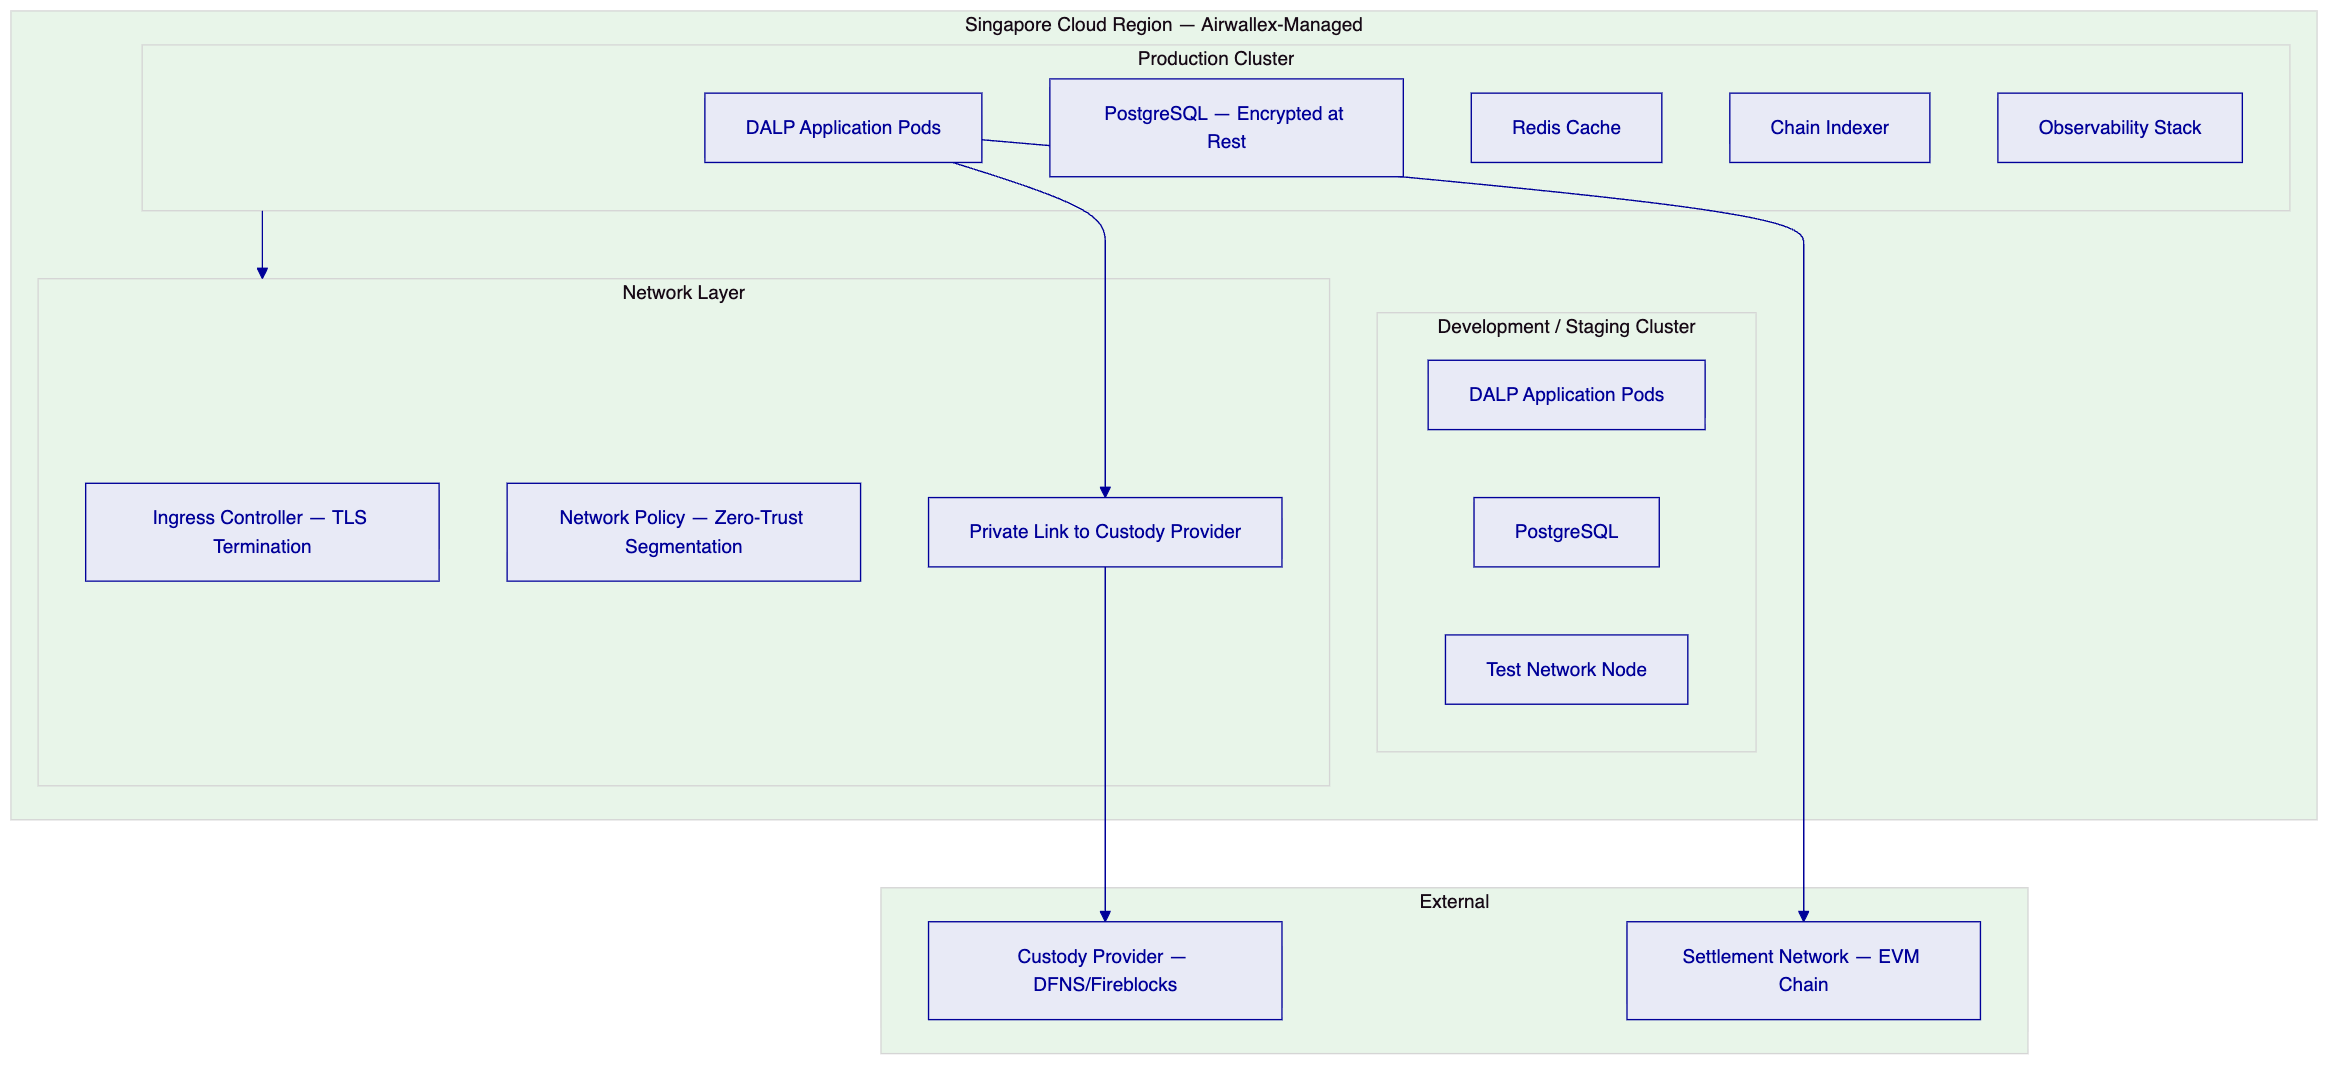 Singapore Cloud Region — Airwallex-Managed
Production Cluster
DALP Application Pods
PostgreSQL — Encrypted at
Rest
Redis Cache
Chain Indexer
Observability Stack
Network Layer
Ingress Controller — TLS
Termination
Network Policy — Zero-Trust
Segmentation
Private Link to Custody Provider
Development / Staging Cluster
DALP Application Pods
PostgreSQL
Test Network Node
External
Custody Provider —
DFNS/Fireblocks
Settlement Network — EVM
Chain